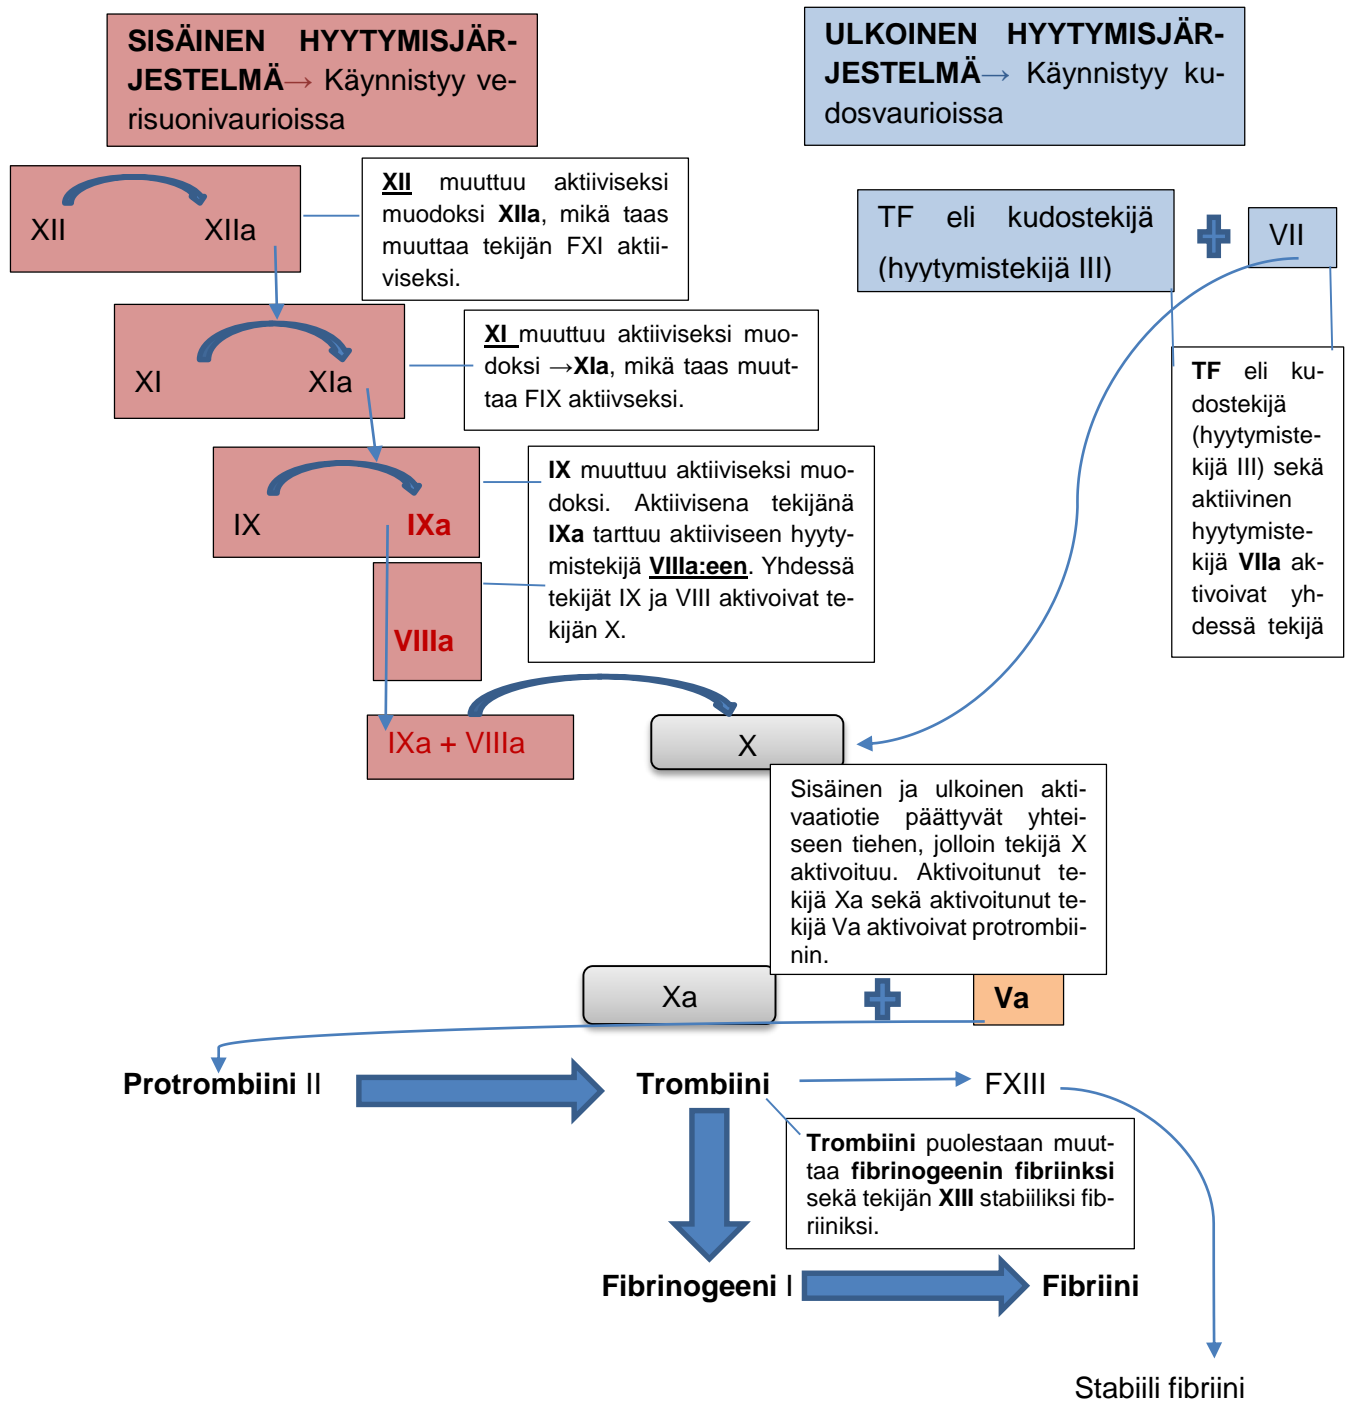 SISÄINEN HYYTYMISJÄR-
JESTELMÄ→ Käynnistyy ve-
risuonivaurioissa
ULKOINEN HYYTYMISJÄR-
JESTELMÄ→ Käynnistyy ku-
dosvaurioissa
XII XIIa
XII muuttuu aktiiviseksi
muodoksi XIIa, mikä taas
muuttaa tekijän FXI aktii-
viseksi.
TF eli kudostekijä
(hyytymistekijä III)
VII
XI XIa
XI muuttuu aktiiviseksi muo-
doksi →XIa, mikä taas muut-
taa FIX aktiivseksi.
TF eli ku-
dostekijä
(hyytymiste-
kijä III) sekä
aktiivinen
hyytymiste-
kijä VIIa ak-
tivoivat yh-
dessä tekijä
IX IXa
IX muuttuu aktiiviseksi muo-
doksi. Aktiivisena tekijänä
IXa tarttuu aktiiviseen hyyty-
mistekijä VIIIa:een. Yhdessä
tekijät IX ja VIII aktivoivat te-
kijän X.
VIIIa
IXa + VIIIa
X
Sisäinen ja ulkoinen akti-
vaatiotie päättyvät yhtei-
seen tiehen, jolloin tekijä X
aktivoituu. Aktivoitunut te-
kijä Xa sekä aktivoitunut te-
kijä Va aktivoivat protrombii-
nin.
Xa
Va
Protrombiini II
Trombiini
FXIII
Trombiini puolestaan muut-
taa fibrinogeenin fibriinksi
sekä tekijän XIII stabiiliksi fib-
riiniksi.
Fibrinogeeni I
Fibriini
Stabiili fibriini